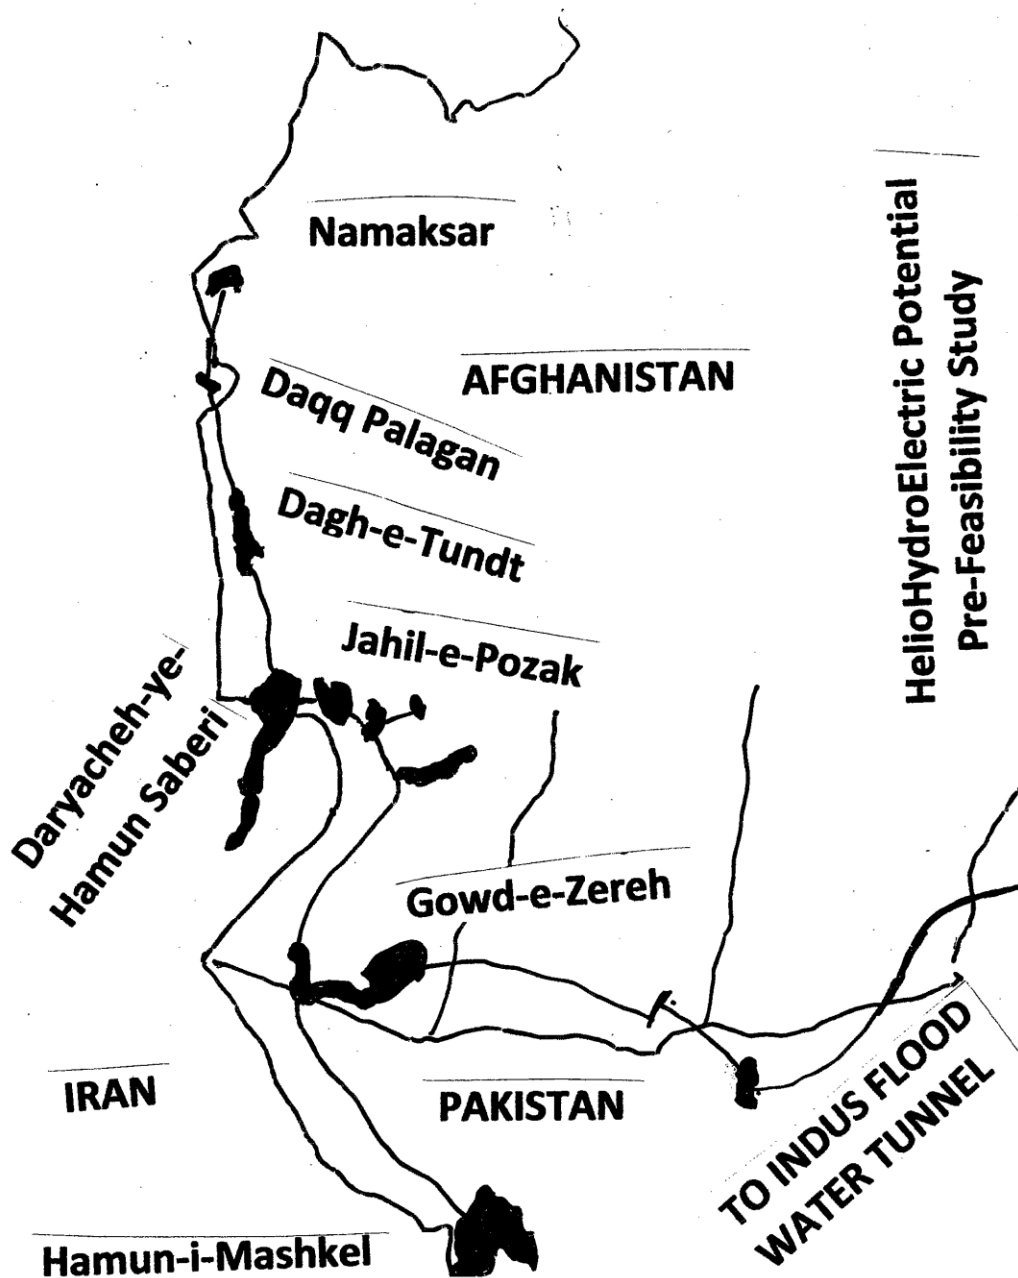 Namaksar
AFGHANISTAN
Daqq Palagan
Dagh-e-Tundt
Jahil-e-Pozak
Daryacheh-ye-
Hamun Saberi
Gowd-e-Zereh
IRAN
PAKISTAN
Hamun-i-Mashkel
TO INDUS FLOOD
WATER TUNNEL
HelioHydroElectric Potential
Pre-Feasibility Study